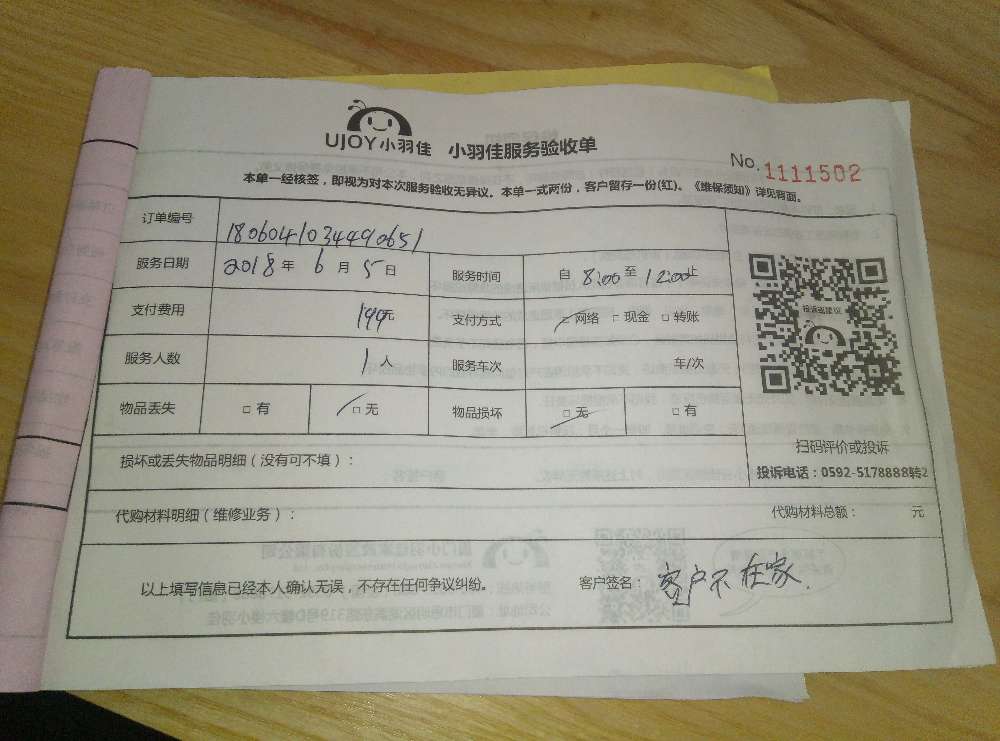 UJOY小羽佳 小羽佳服务验收单
No. 1111502
本单一经核签，即视为对本次服务验收无异议。本单一式两份，客户留存一份(红)。《维保须知》详见背面。
订单编号 1806041034490651
服务日期 2018年 6月 5日 服务时间 自 8:00 至 12:00止
支付费用 199元 支付方式 □网络 □现金 □转账
服务人数 1人 服务车次 车/次
物品丢失 □有 □无 物品损坏 □无 □有
投诉或建议
扫码评价或投诉
投诉电话：0592-5178888转2
损坏或丢失物品明细（没有可不填）：
代购材料明细（维修业务）： 代购材料总额： 元
以上填写信息已经本人确认无误，不存在任何争议纠纷。 客户签名： 客户不在家.